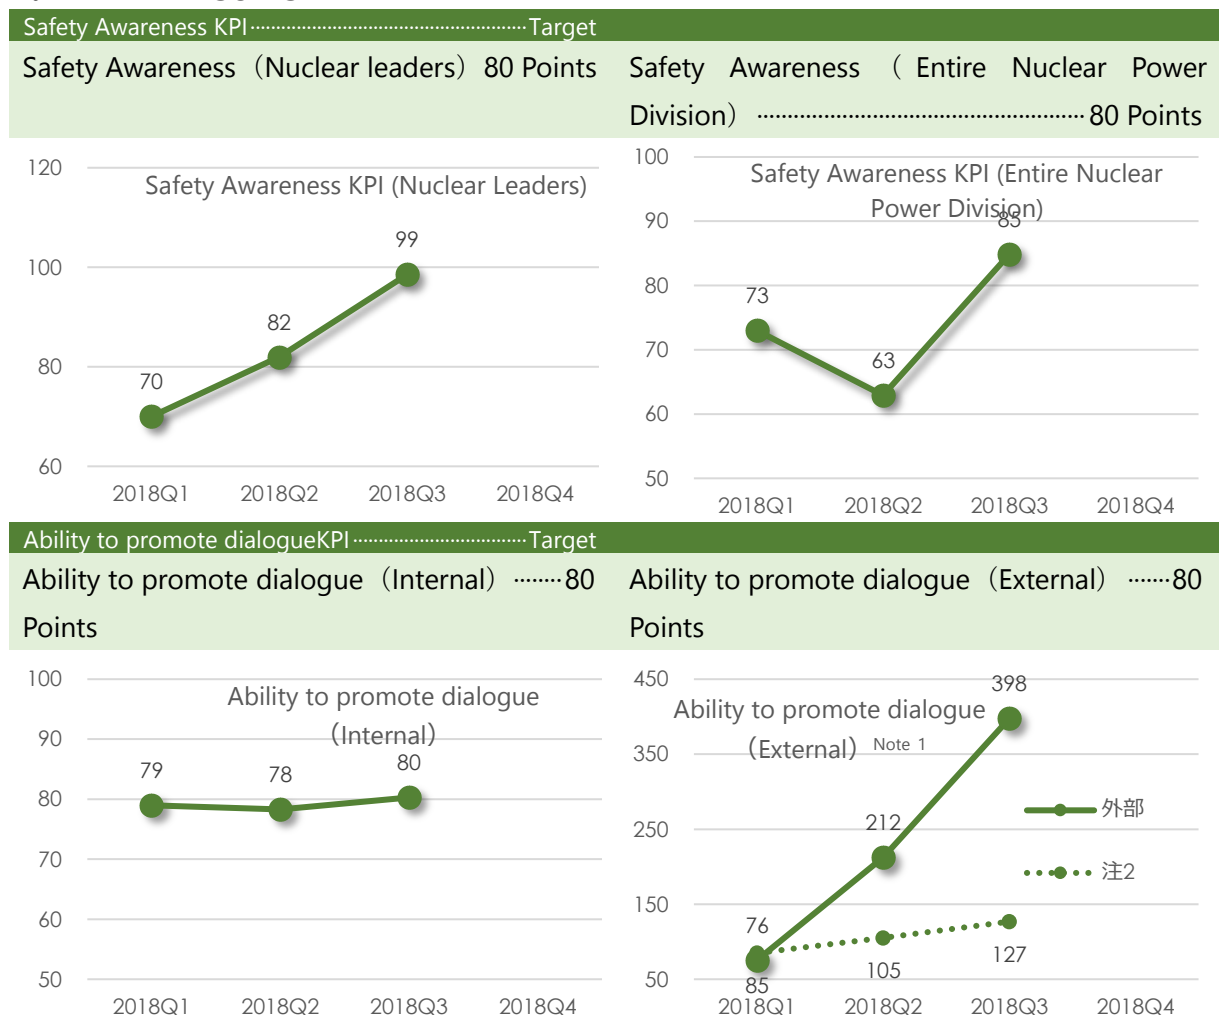 Safety Awareness KPI··················································Target
Safety Awareness（Nuclear leaders）80 Points
Safety Awareness （Entire Nuclear Power
Division） ······················································ 80 Points
120
100
80
60
Safety Awareness KPI (Nuclear Leaders)
70
82
99
2018Q1 2018Q2 2018Q3 2018Q4
100
90
80
70
60
50
Safety Awareness KPI (Entire Nuclear
Power Division)
73
63
85
2018Q1 2018Q2 2018Q3 2018Q4
Ability to promote dialogueKPI································Target
Ability to promote dialogue（Internal）········80
Points
Ability to promote dialogue（External）·······80
Points
100
90
80
70
60
50
Ability to promote dialogue
（Internal）
79
78
80
2018Q1 2018Q2 2018Q3 2018Q4
450
350
250
150
50
Ability to promote dialogue
（External） Note 1
398
212
76
85
105
127
外部
注2
2018Q1 2018Q2 2018Q3 2018Q4